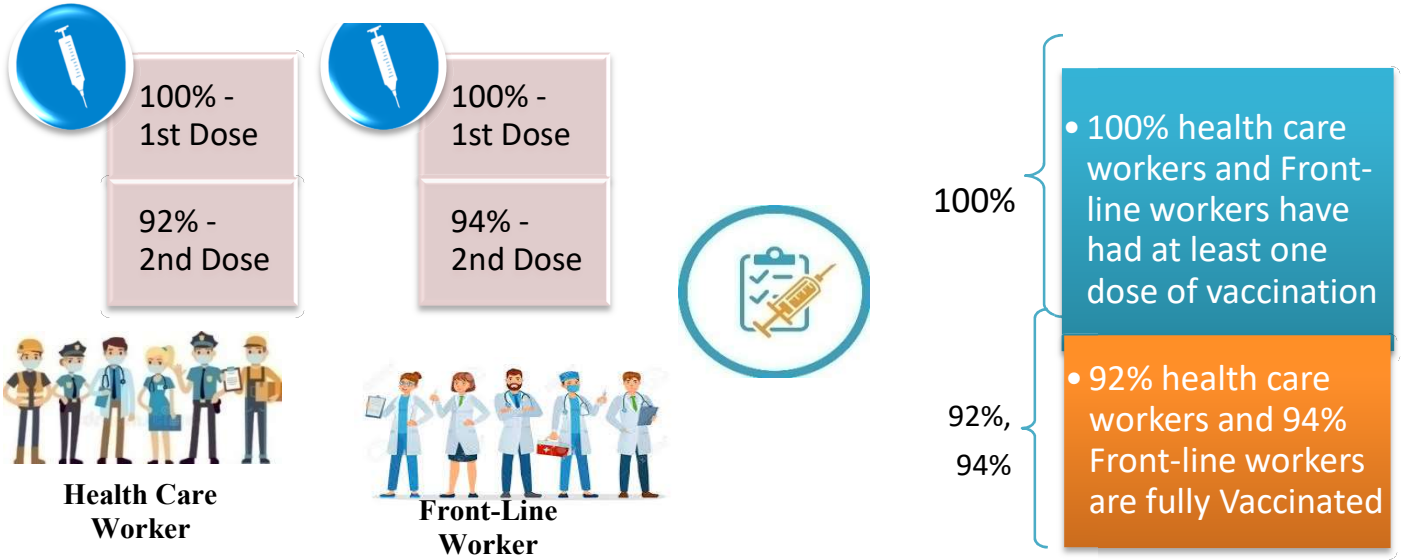 100% -
1st Dose
92% -
2nd Dose
Health Care
Worker
100% -
1st Dose
94% -
2nd Dose
Front-Line
Worker
100%
• 100% health care
workers and Front-
line workers have
had at least one
dose of vaccination
92%,
94%
• 92% health care
workers and 94%
Front-line workers
are fully Vaccinated